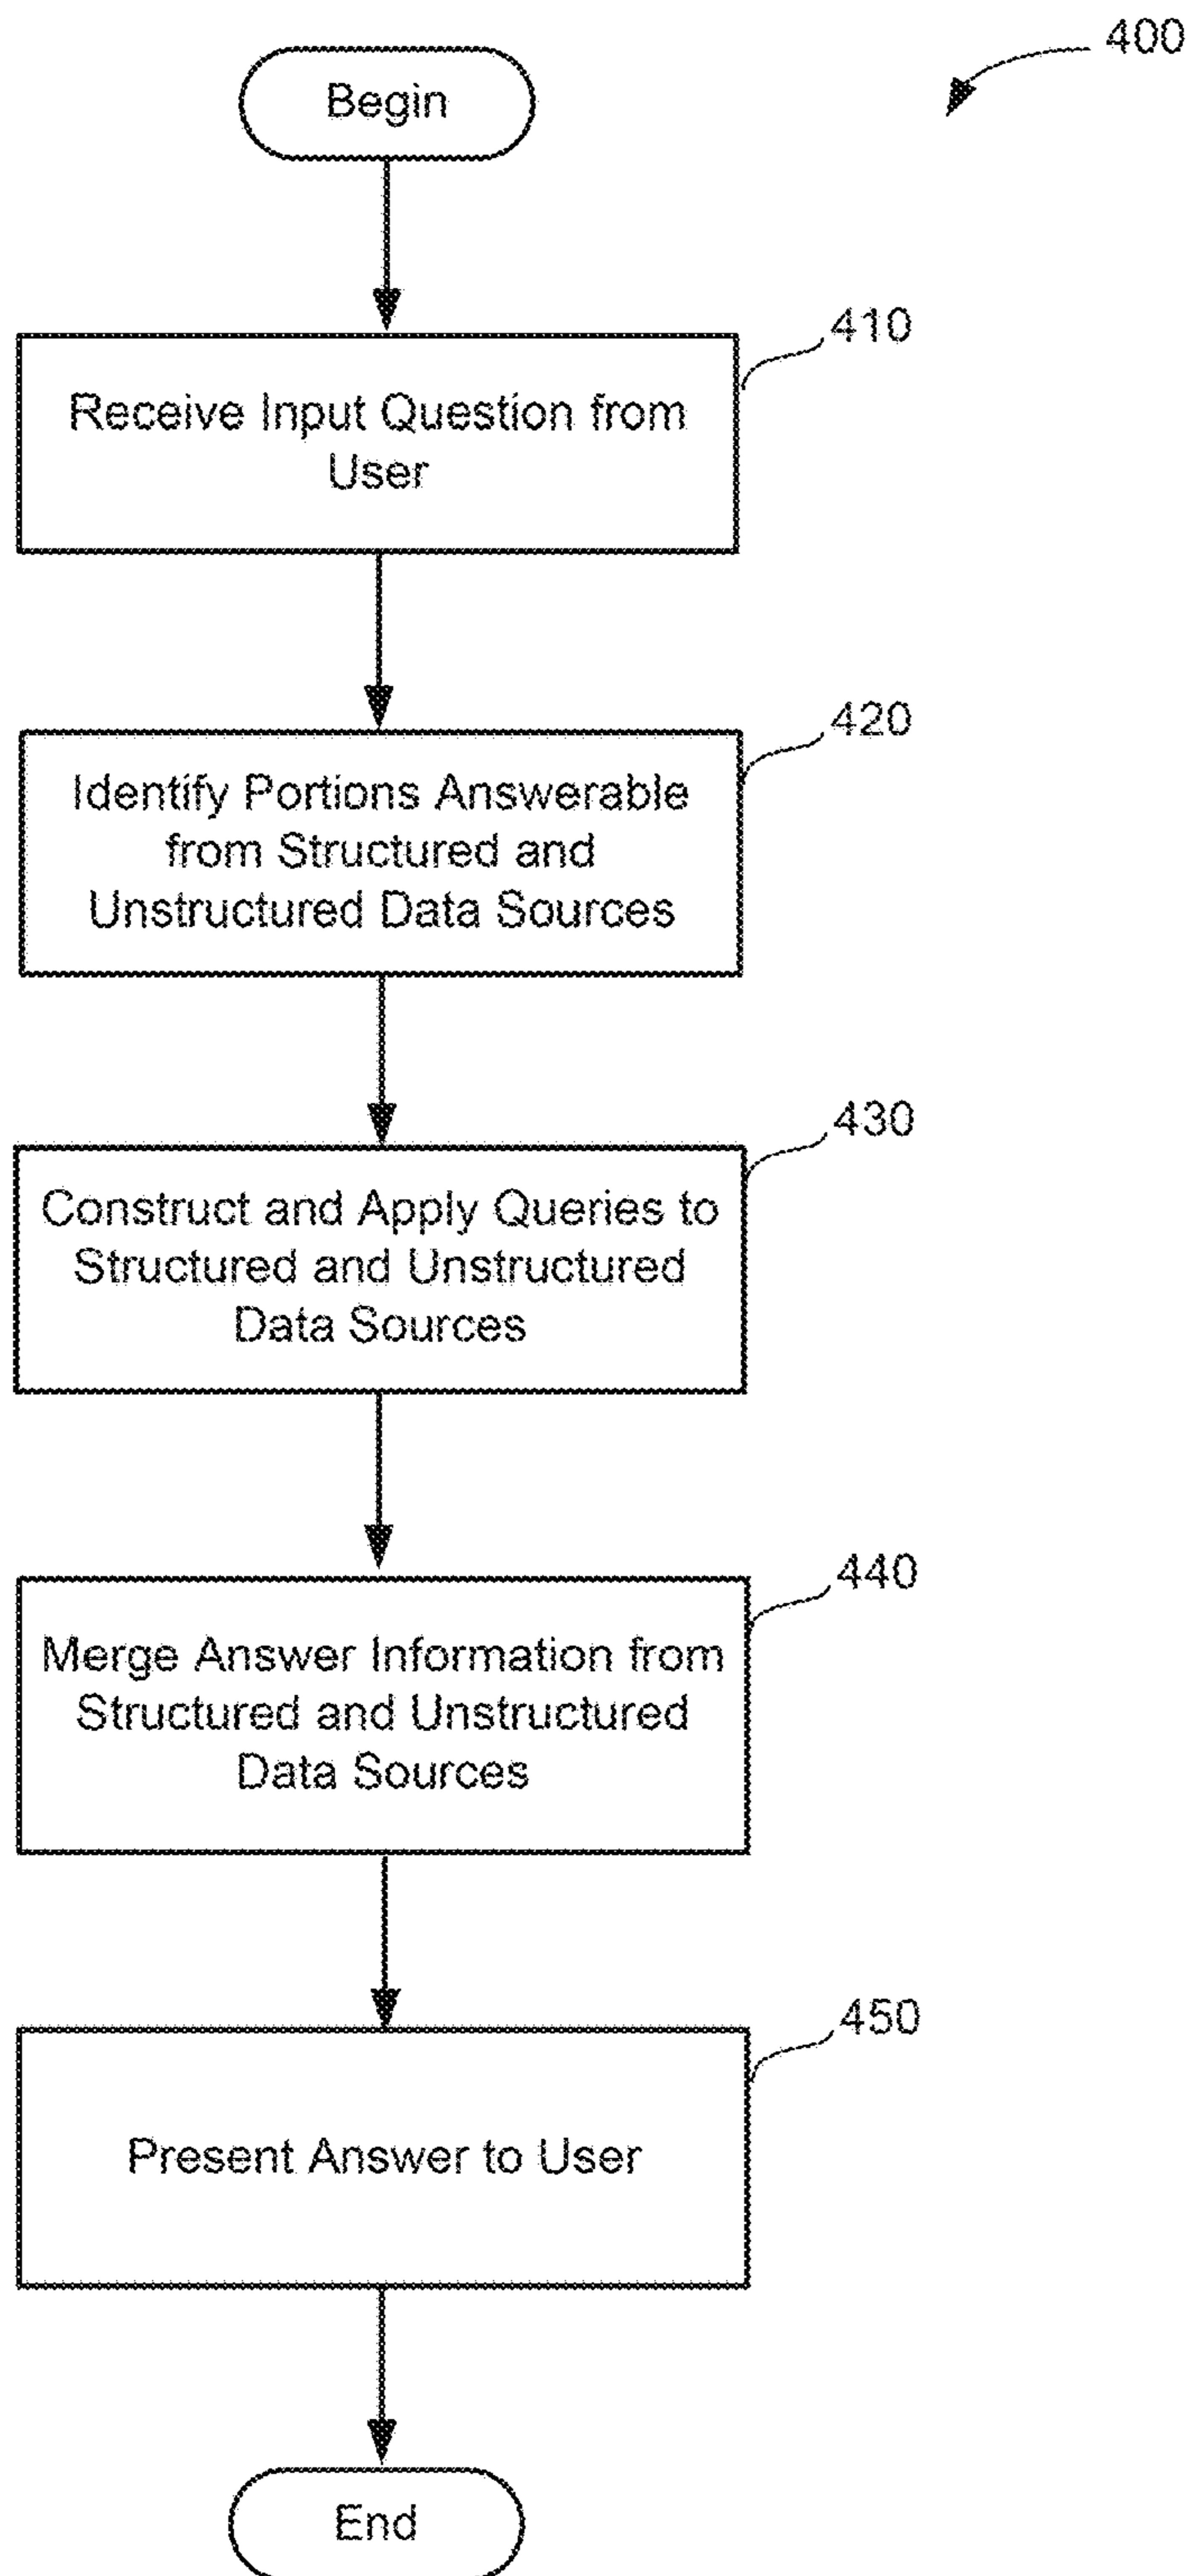 400
Begin
410
Receive Input Question from
User
420
Identify Portions Answerable
from Structured and
Unstructured Data Sources
430
Construct and Apply Queries to
Structured and Unstructured
Data Sources
440
Merge Answer Information from
Structured and Unstructured
Data Sources
450
Present Answer to User
End